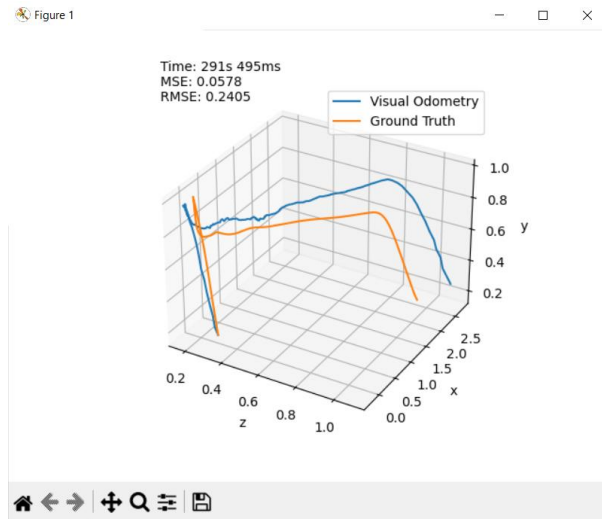 Figure 1
Time: 291s 495ms
MSE: 0.0578
RMSE: 0.2405
Visual Odometry
Ground Truth
1.0
0.8
0.6
0.4
0.2
y
2.5
2.0
1.5
1.0
0.5
0.0
x
0.2
0.4
0.6
0.8
1.0
z